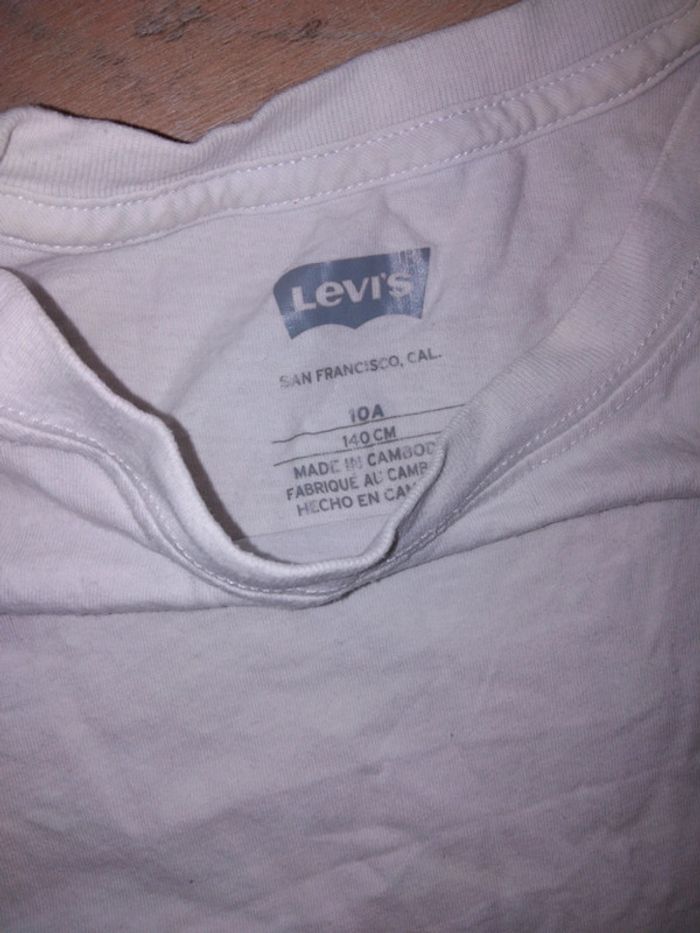 Levi's
SAN FRANCISCO, CAL.
10A
140 CM
MADE IN CAMBOD
FABRIQUE AU CAMB
HECHO EN CAM